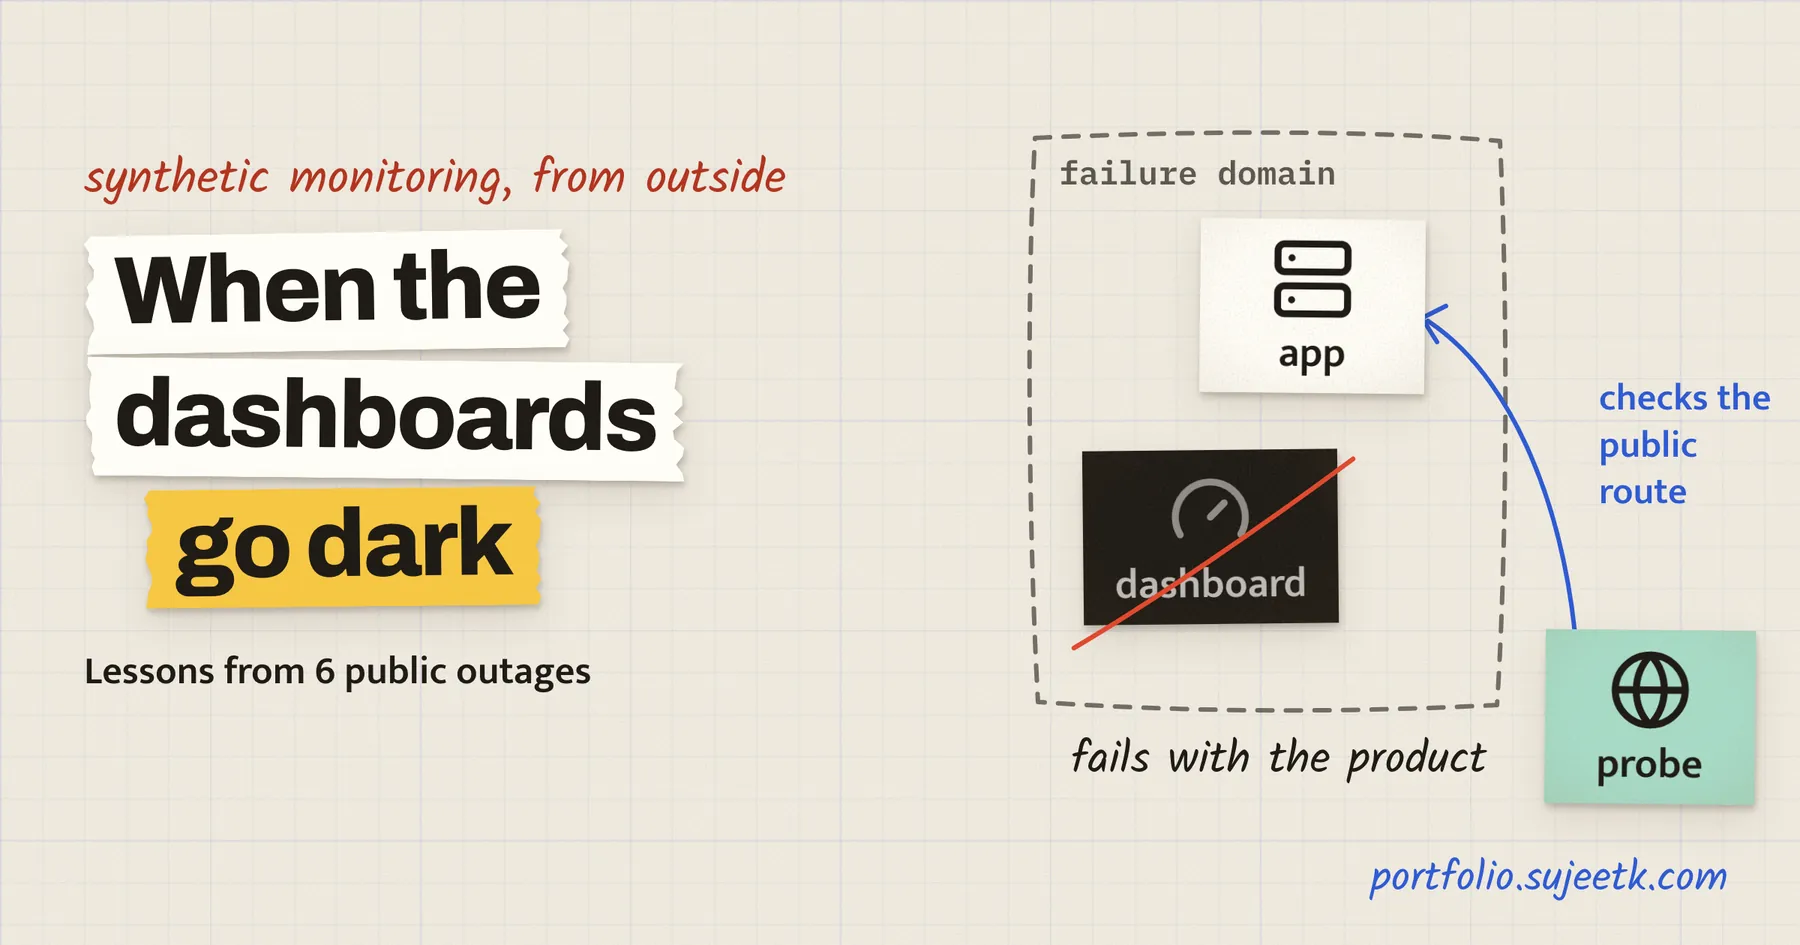 synthetic monitoring, from outside
When the
dashboards
go dark
Lessons from 6 public outages
failure domain
app
dashboard
fails with the product
checks the
public
route
probe
portfolio.sujeetk.com